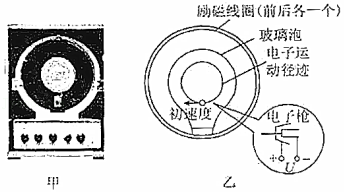 励磁线圈(前后各一个)
玻璃泡
电子运
动径迹
初速度
电子枪
+ U -
甲
乙